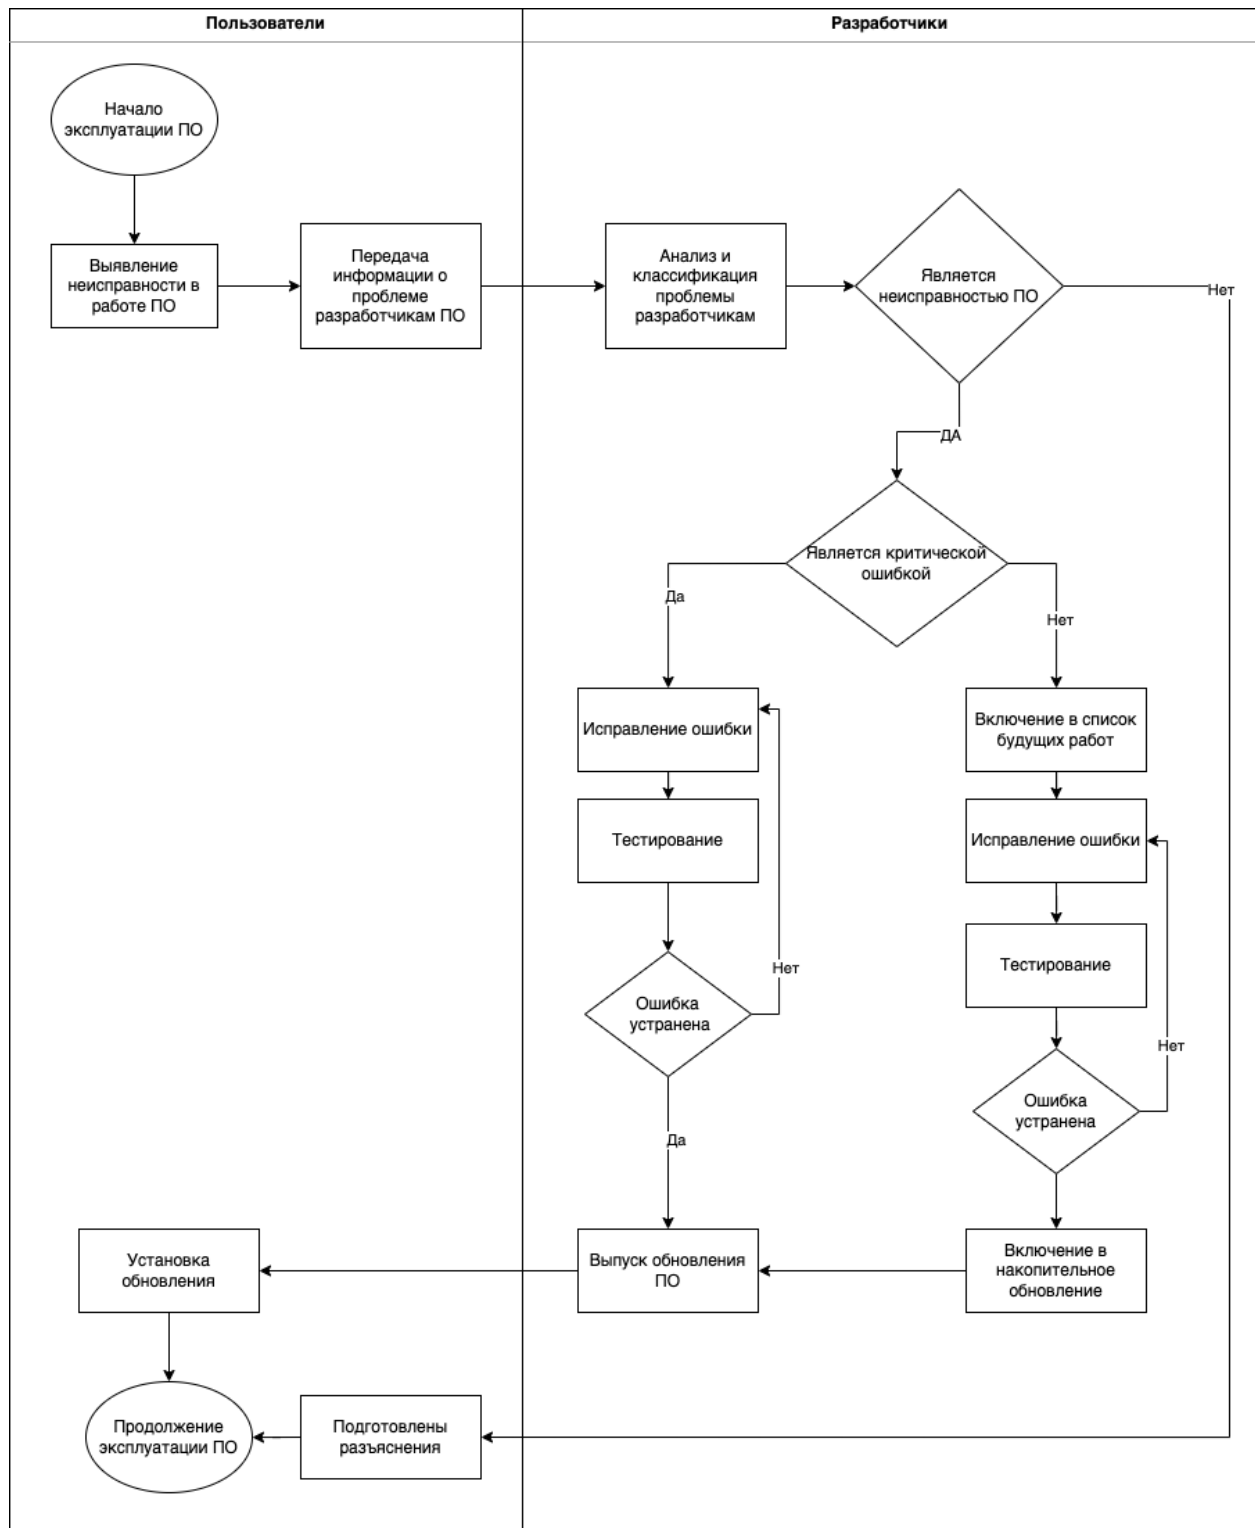 Пользователи
Разработчики
Начало
эксплуатации ПО
Выявление
неисправности в
работе ПО
Передача
информации о
проблеме
разработчикам ПО
Анализ и
классификация
проблемы
разработчикам
Является
неисправностью ПО
Нет
ДА
Является критической
ошибкой
Да
Нет
Исправление ошибки
Включение в список
будущих работ
Тестирование
Исправление ошибки
Нет
Тестирование
Ошибка
устранена
Нет
Ошибка
устранена
Да
Установка
обновления
Выпуск обновления
ПО
Включение в
накопительное
обновление
Продолжение
эксплуатации ПО
Подготовлены
разъяснения